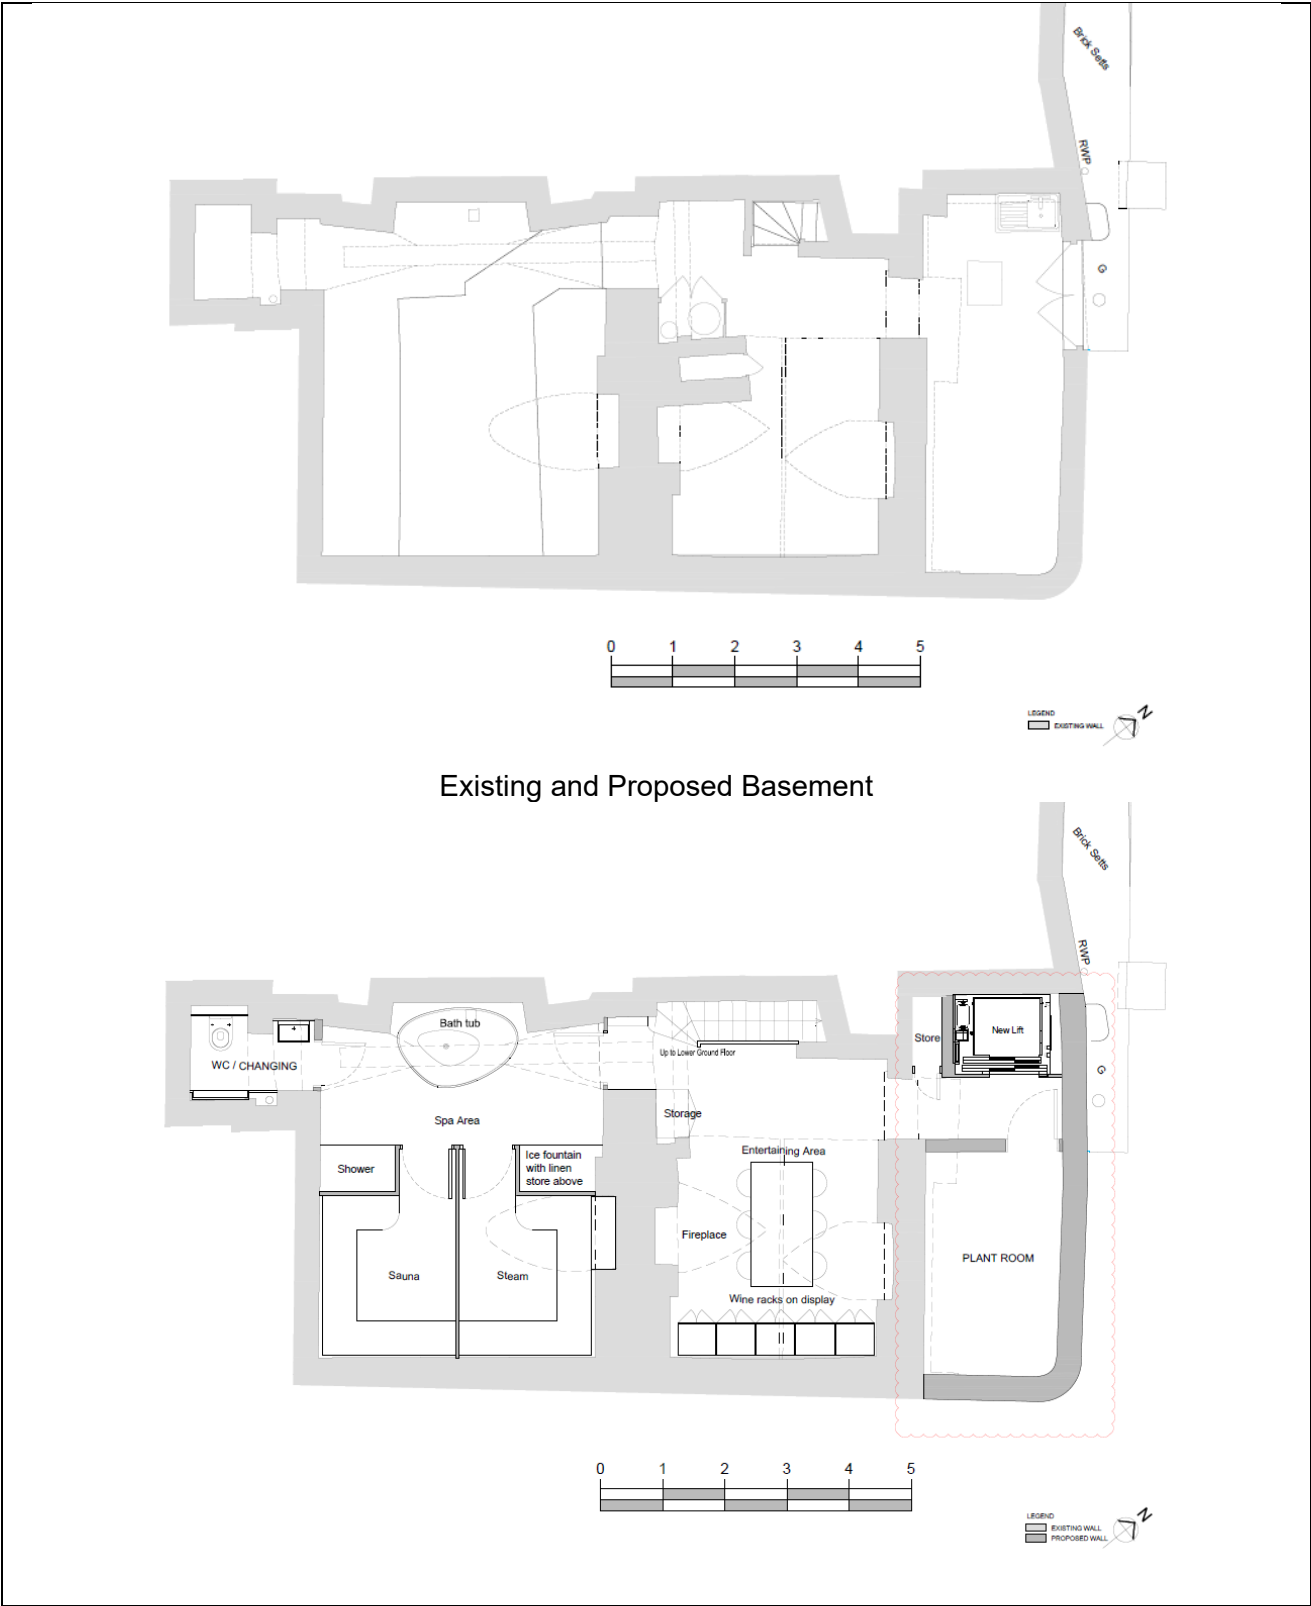 Brick Setts
RWP
G
0 1 2 3 4 5
LEGEND
EXISTING WALL
N
Existing and Proposed Basement
Brick Setts
RWP
G
Bath tub
New Lift
Store
Up to Lower Ground Floor
WC / CHANGING
Storage
Spa Area
Entertaining Area
Shower
Ice fountain
with linen
store above
Fireplace
PLANT ROOM
Sauna
Steam
Wine racks on display
0 1 2 3 4 5
LEGEND
EXISTING WALL
PROPOSED WALL
N